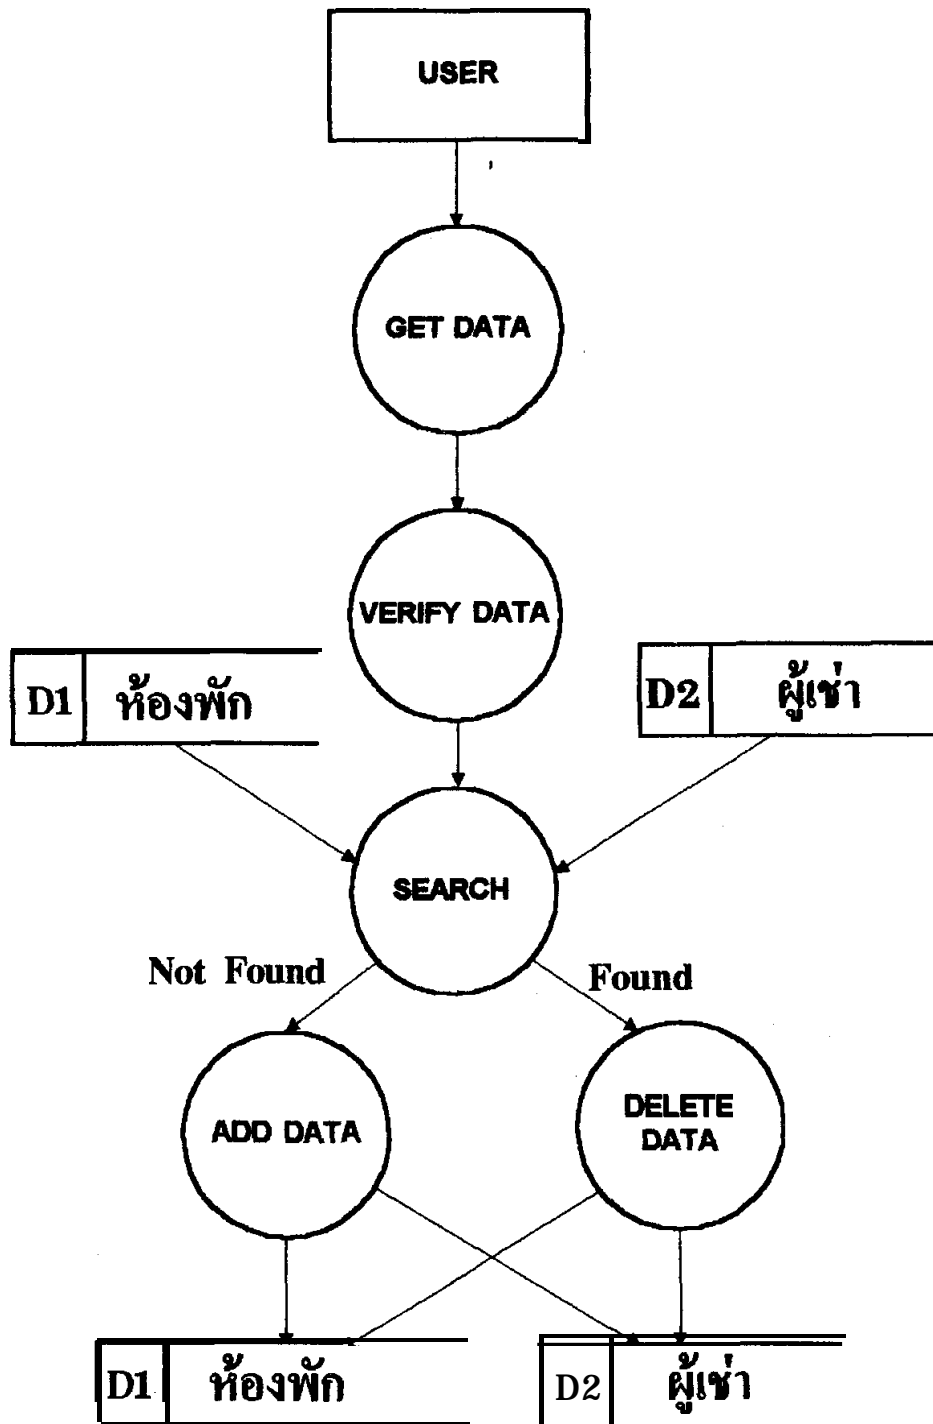 USER
GET DATA
VERIFY DATA
D1 ห้องพัก
D2 ผู้เช่า
SEARCH
Not Found
Found
ADD DATA
DELETE
DATA
D1 ห้องพัก
D2 ผู้เช่า